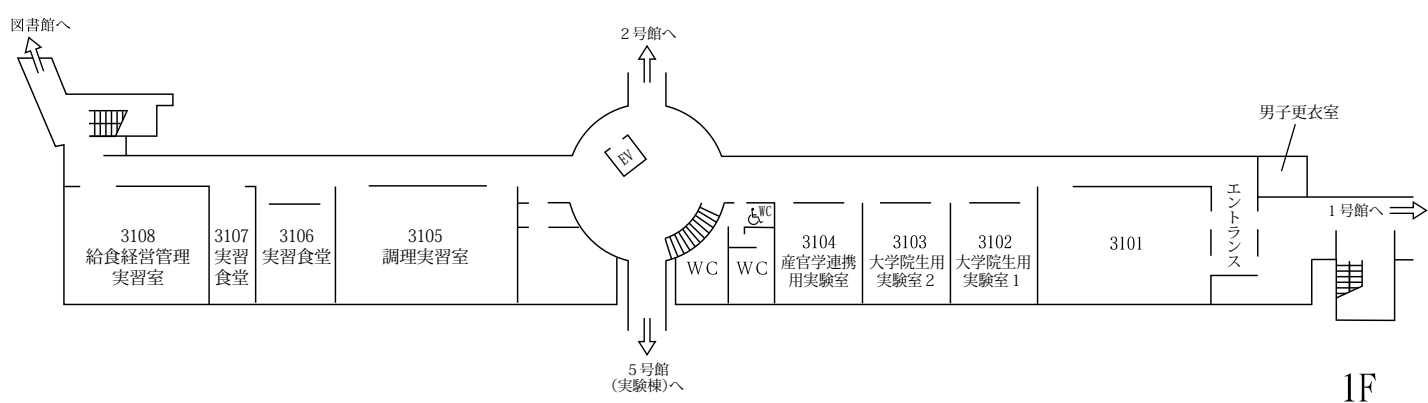 図書館へ
２号館へ
男子更衣室
EV
エントランス
１号館へ
WC
3108
給食経営管理
実習室
3107
実習
食堂
3106
実習食堂
3105
調理実習室
WC
WC
3104
産官学連携
用実験室
3103
大学院生用
実験室２
3102
大学院生用
実験室１
3101
５号館
（実験棟）へ
1F